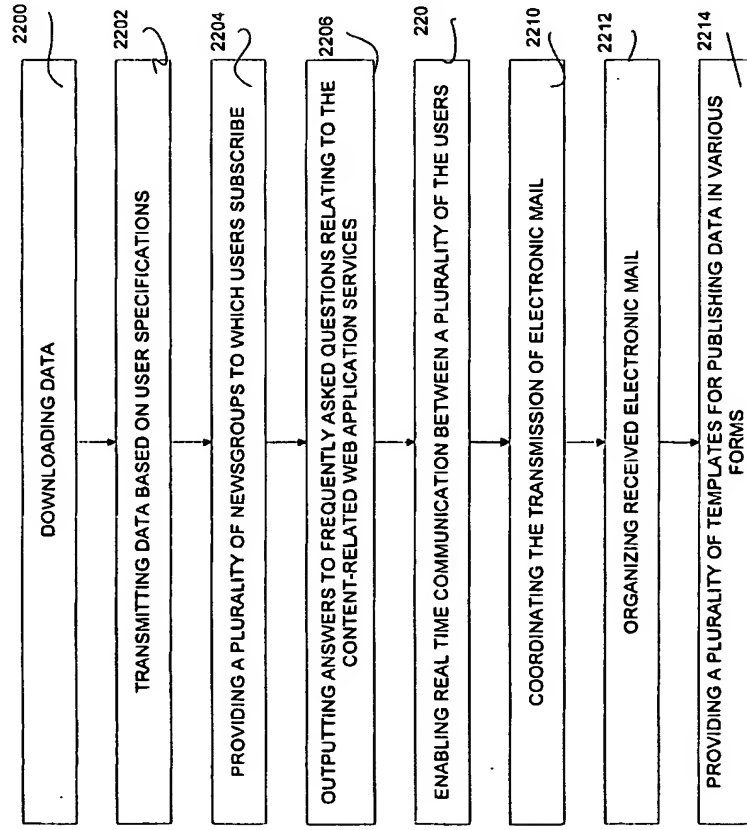 2200
DOWNLOADING DATA
2202
TRANSMITTING DATA BASED ON USER SPECIFICATIONS
2204
PROVIDING A PLURALITY OF NEWSGROUPS TO WHICH USERS SUBSCRIBE
2206
OUTPUTTING ANSWERS TO FREQUENTLY ASKED QUESTIONS RELATING TO THE
CONTENT-RELATED WEB APPLICATION SERVICES
220
ENABLING REAL TIME COMMUNICATION BETWEEN A PLURALITY OF THE USERS
2210
COORDINATING THE TRANSMISSION OF ELECTRONIC MAIL
2212
ORGANIZING RECEIVED ELECTRONIC MAIL
2214
PROVIDING A PLURALITY OF TEMPLATES FOR PUBLISHING DATA IN VARIOUS
FORMS